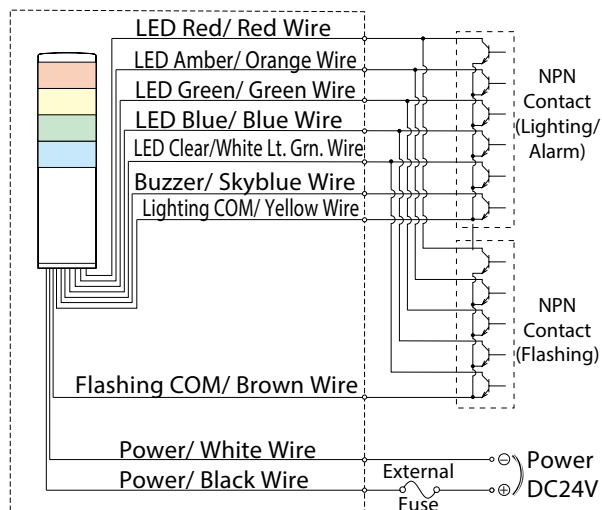 LED Red/ Red Wire
LED Amber/ Orange Wire
LED Green/ Green Wire
LED Blue/ Blue Wire
LED Clear/White Lt. Grn. Wire
Buzzer/ Skyblue Wire
Lighting COM/ Yellow Wire
NPN
Contact
(Lighting/
Alarm)
NPN
Contact
(Flashing)
Flashing COM/ Brown Wire
Power/ White Wire
Power/ Black Wire
External
Fuse
⊖ Power
⊕ DC24V